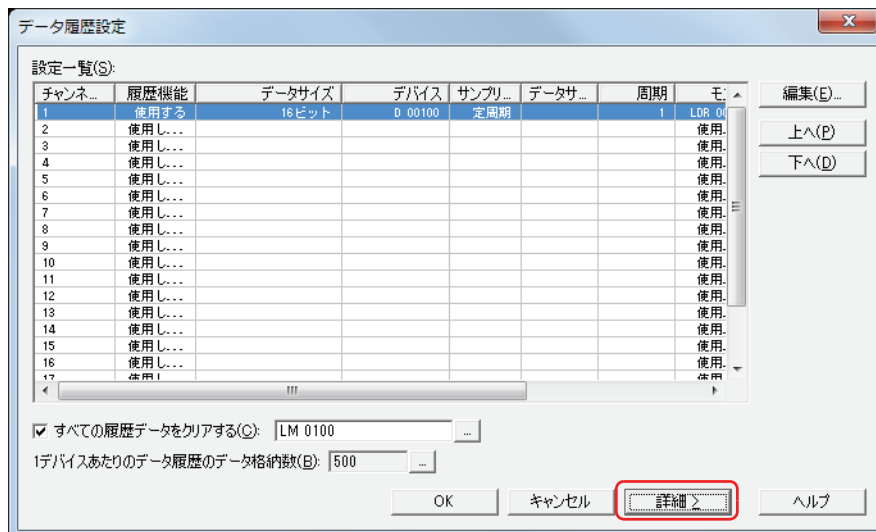 データ履歴設定
設定一覧(S):
チャンネ... 履歴機能 データサイズ デバイス サンプリ... データサ... 周期
1 使用する 16ビット D 00100 定周期 1 LDR
2 使用し... 使用.
3 使用し... 使用.
4 使用し... 使用.
5 使用し... 使用.
6 使用し... 使用.
7 使用し... 使用.
8 使用し... 使用.
9 使用し... 使用.
10 使用し... 使用.
11 使用し... 使用.
12 使用し... 使用.
13 使用し... 使用.
14 使用し... 使用.
15 使用し... 使用.
16 使用し... 使用.
17
編集(E)...
上へ(P)
下へ(D)
すべての履歴データをクリアする(C): LM 0100 ...
1デバイスあたりのデータ履歴のデータ格納数(B): 500 ...
OK キャンセル 詳細 > ヘルプ